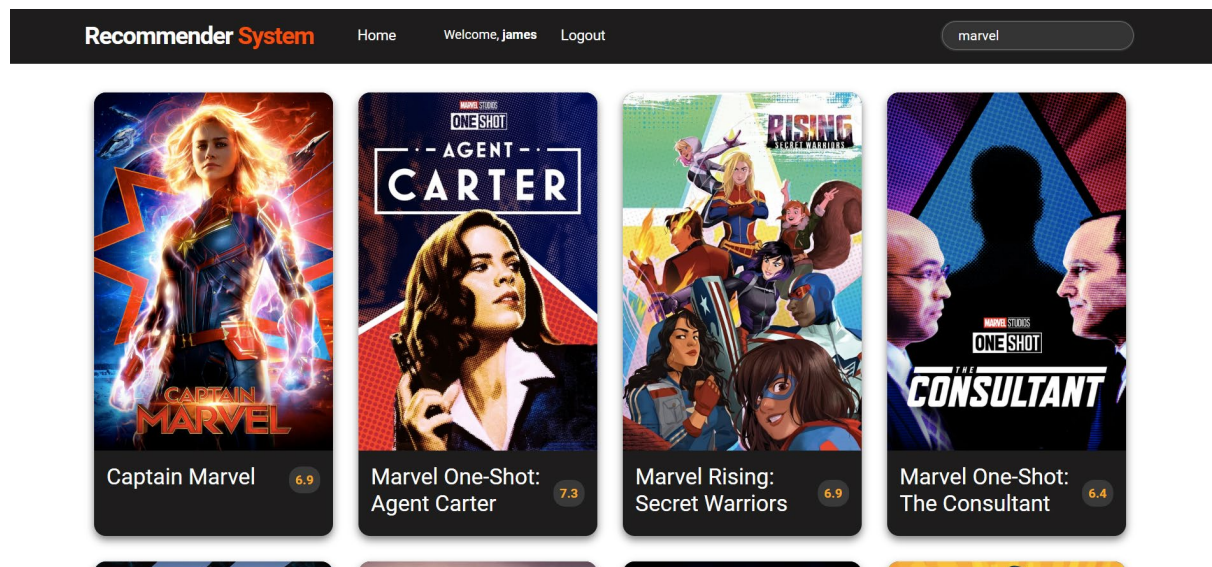 Recommender System Home Welcome, james Logout marvel
CAPTAIN
MARVEL
Captain Marvel 6.9
MARVEL STUDIOS
ONE SHOT
AGENT
CARTER
Marvel One-Shot: 7.3
Agent Carter
RISING
SECRET WARRIORS
Marvel Rising: 6.9
Secret Warriors
MARVEL STUDIOS
ONE SHOT
THE
CONSULTANT
Marvel One-Shot: 6.4
The Consultant